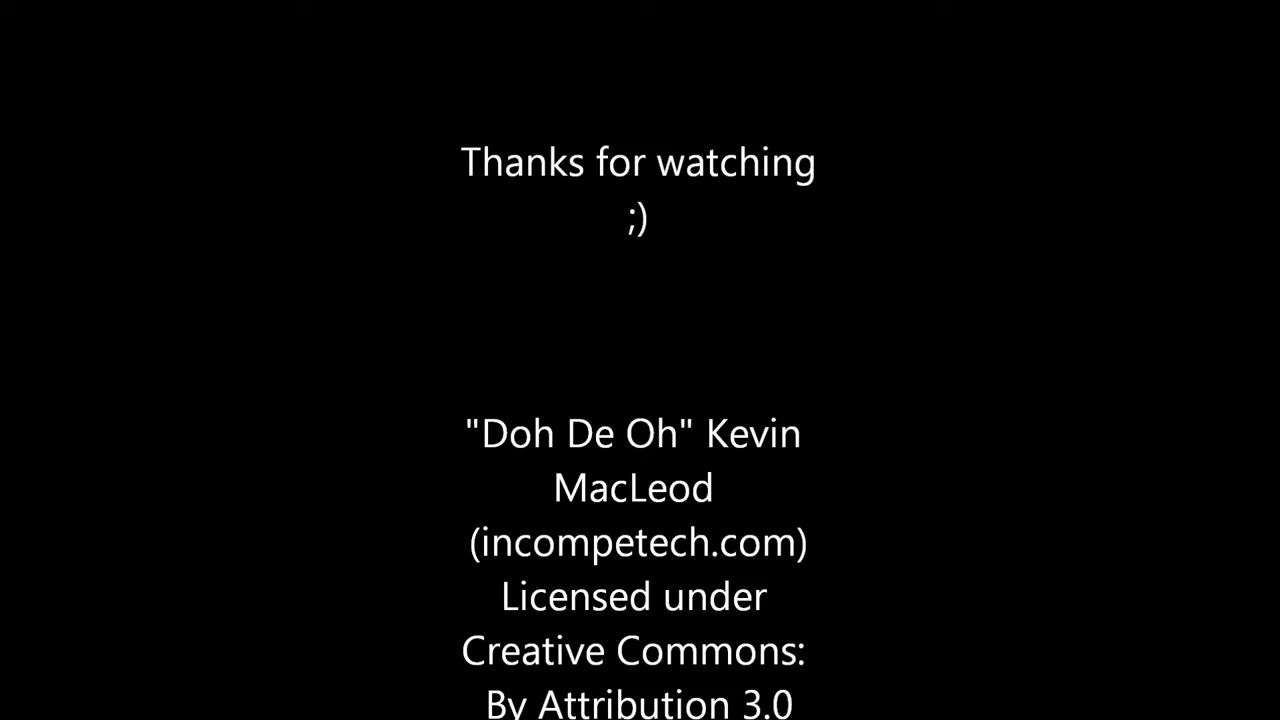 Thanks for watching
;)
"Doh De Oh" Kevin
MacLeod
(incompetech.com)
Licensed under
Creative Commons:
By Attribution 3.0